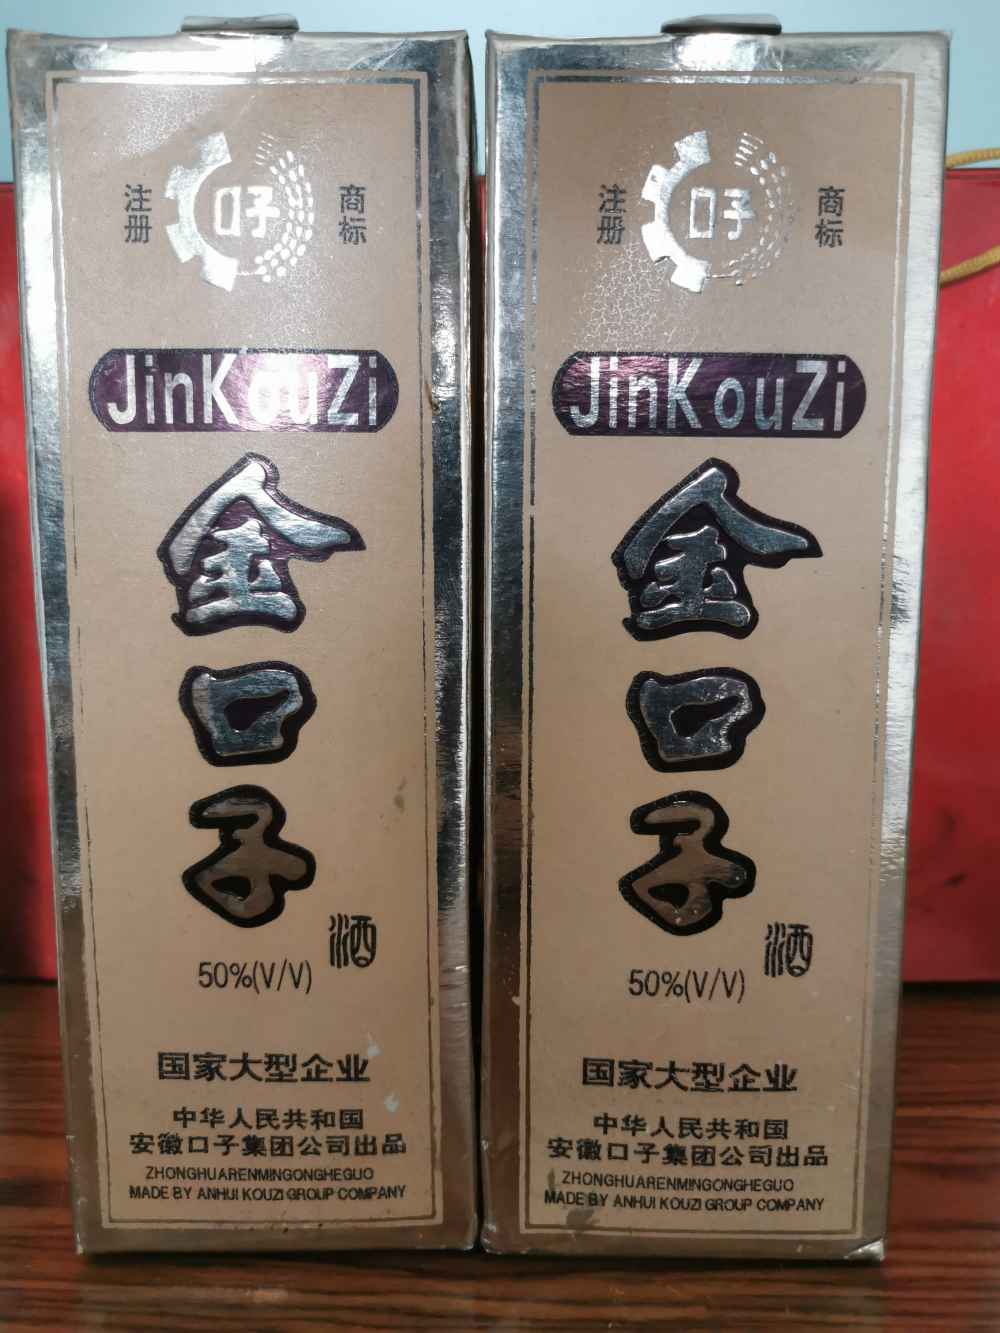 注册
口子
商标
JinKouZi
金口子
酒
50%(V/V)
国家大型企业
中华人民共和国
安徽口子集团公司出品
ZHONGHUARENMINGONGHEGUO
MADE BY ANHUI KOUZI GROUP COMPANY
注册
口子
商标
JinKouZi
金口子
酒
50%(V/V)
国家大型企业
中华人民共和国
安徽口子集团公司出品
ZHONGHUARENMINGONGHEGUO
MADE BY ANHUI KOUZI GROUP COMPANY